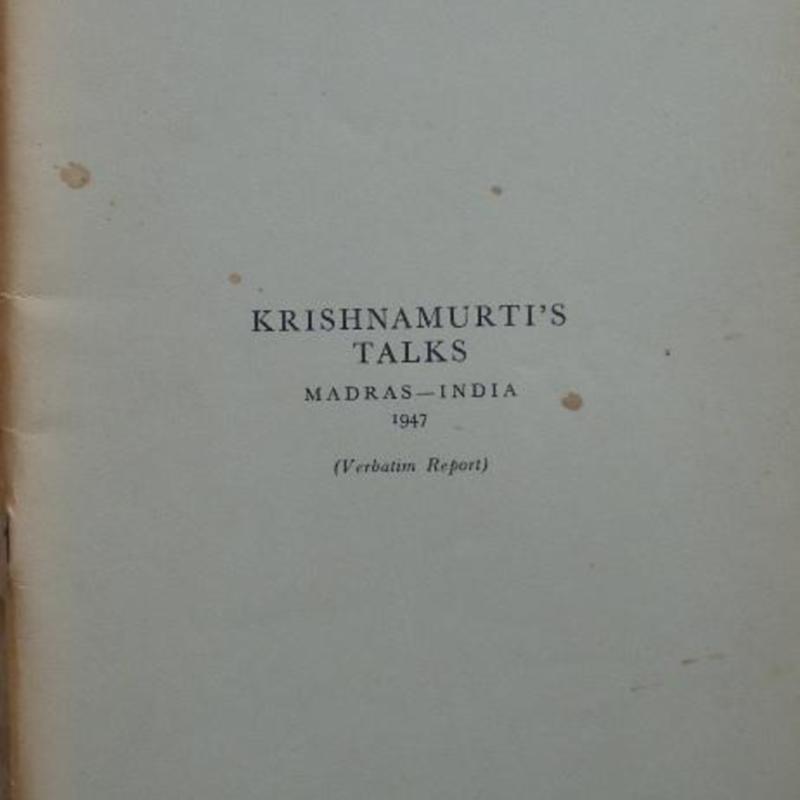 KRISHNAMURTI'S
TALKS
MADRAS—INDIA
1947
(Verbatim Report)